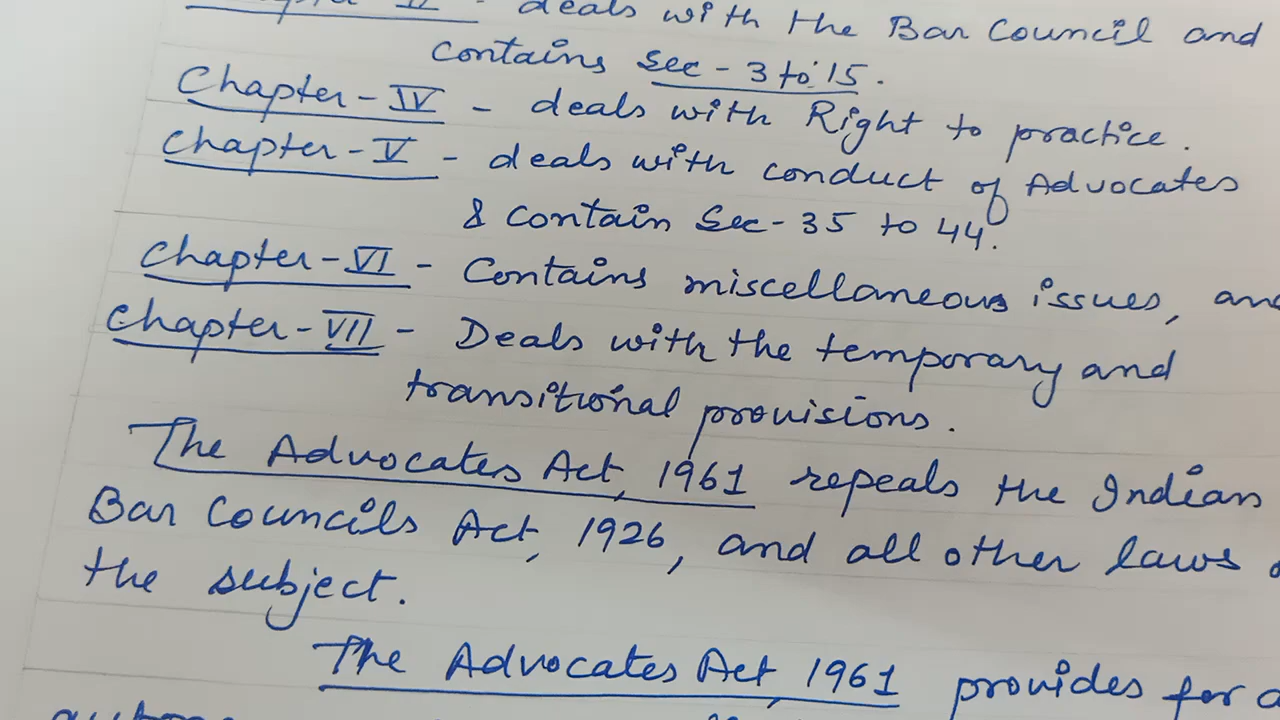 Chapter-II - deals with the Bar Council and
contains Sec-3 to 15.
Chapter-IV - deals with Right to practice.
Chapter-V - deals with conduct of Advocates
& contain Sec-35 to 44.
Chapter-VI - Contains miscellaneous issues,
Chapter-VII - Deals with the temporary and
transitional provisions.
The Advocates Act, 1961 repeals the Indian
Bar Councils Act, 1926, and all other laws
the subject.
The Advocates Act, 1961 provides for